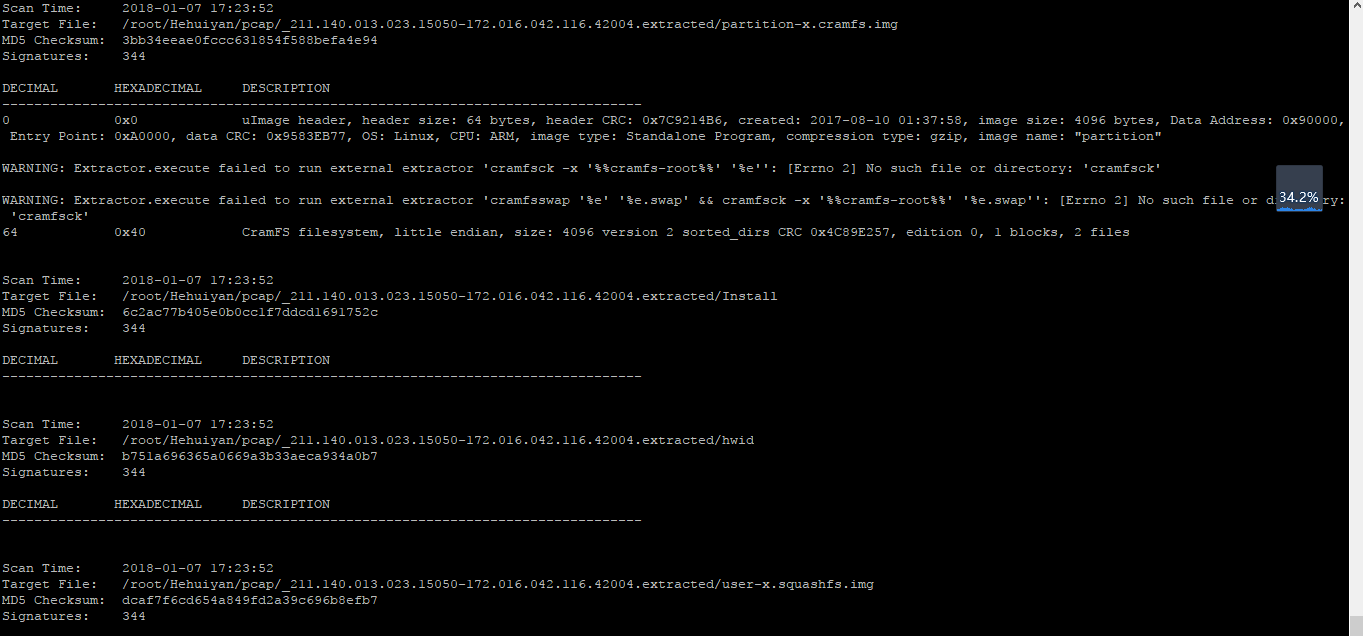 Scan Time:     2018-01-07 17:23:52
Target File:   /root/Hehuiyan/pcap/_211.140.013.023.15050-172.016.042.116.42004.extracted/partition-x.cramfs.img
MD5 Checksum:  3bb34eeae0fccc631854f588befa4e94
Signatures:    344
DECIMAL       HEXADECIMAL     DESCRIPTION
--------------------------------------------------------------------------------
0             0x0             uImage header, header size: 64 bytes, header CRC: 0x7C9214B6, created: 2017-08-10 01:37:58, image size: 4096 bytes, Data Address: 0x90000,
 Entry Point: 0xA0000, data CRC: 0x9583EB77, OS: Linux, CPU: ARM, image type: Standalone Program, compression type: gzip, image name: "partition"
WARNING: Extractor.execute failed to run external extractor 'cramfsck -x '%%cramfs-root%%' '%e'': [Errno 2] No such file or directory: 'cramfsck'
34.2%
WARNING: Extractor.execute failed to run external extractor 'cramfsswap '%e' '%e.swap' && cramfsck -x '%%cramfs-root%%' '%e.swap'': [Errno 2] No such file or d ry:
 'cramfsck'
64            0x40            CramFS filesystem, little endian, size: 4096 version 2 sorted_dirs CRC 0x4C89E257, edition 0, 1 blocks, 2 files
Scan Time:     2018-01-07 17:23:52
Target File:   /root/Hehuiyan/pcap/_211.140.013.023.15050-172.016.042.116.42004.extracted/Install
MD5 Checksum:  6c2ac77b405e0b0cc1f7ddcd1691752c
Signatures:    344
DECIMAL       HEXADECIMAL     DESCRIPTION
--------------------------------------------------------------------------------
Scan Time:     2018-01-07 17:23:52
Target File:   /root/Hehuiyan/pcap/_211.140.013.023.15050-172.016.042.116.42004.extracted/hwid
MD5 Checksum:  b751a696365a0669a3b33aeca934a0b7
Signatures:    344
DECIMAL       HEXADECIMAL     DESCRIPTION
--------------------------------------------------------------------------------
Scan Time:     2018-01-07 17:23:52
Target File:   /root/Hehuiyan/pcap/_211.140.013.023.15050-172.016.042.116.42004.extracted/user-x.squashfs.img
MD5 Checksum:  dcaf7f6cd654a849fd2a39c696b8efb7
Signatures:    344